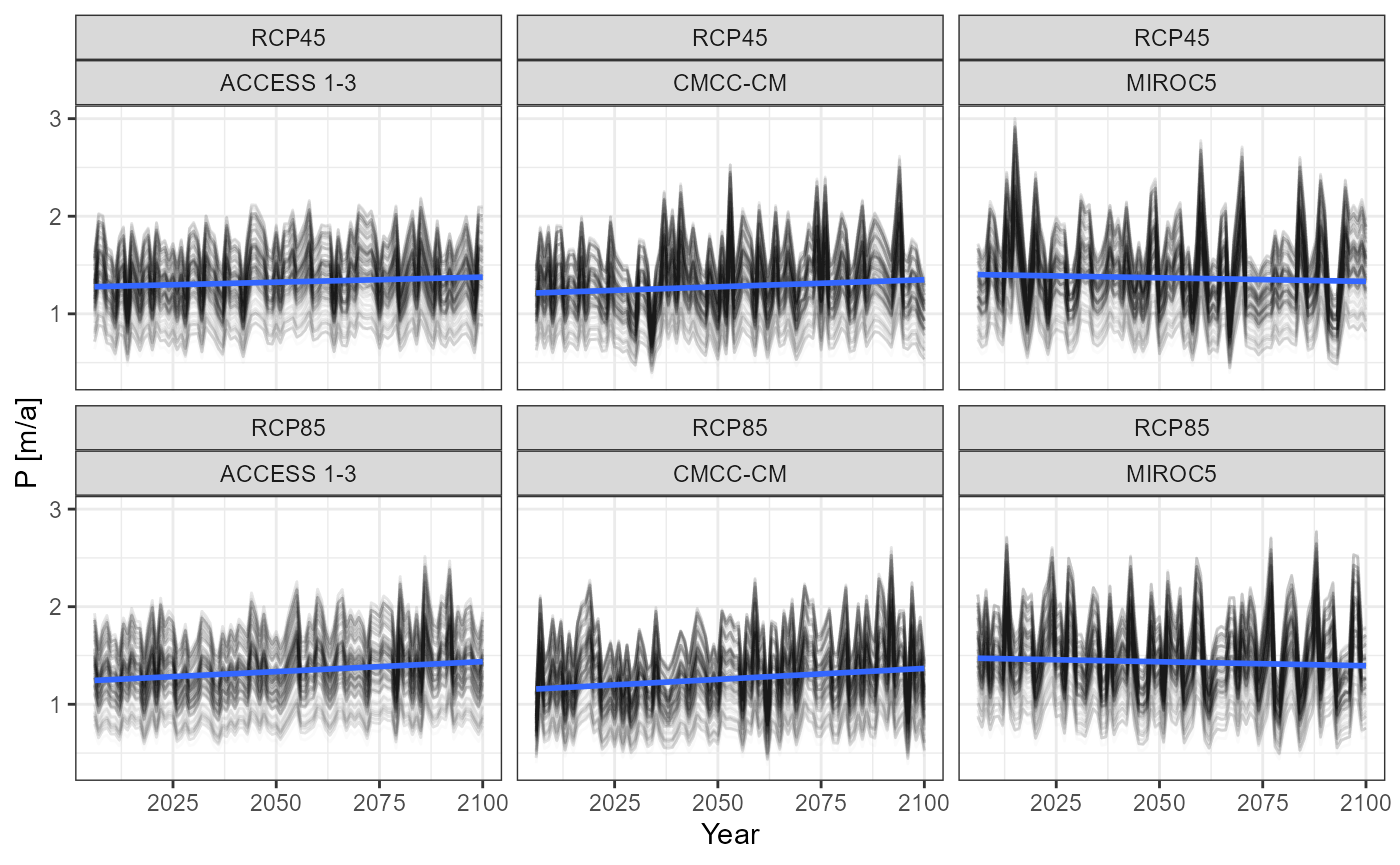 RCP45 RCP45 RCP45
ACCESS 1-3 CMCC-CM MIROC5
3
2
1
P [m/a]
RCP85 RCP85 RCP85
ACCESS 1-3 CMCC-CM MIROC5
3
2
1
2025 2050 2075 2100 2025 2050 2075 2100 2025 2050 2075 2100
Year